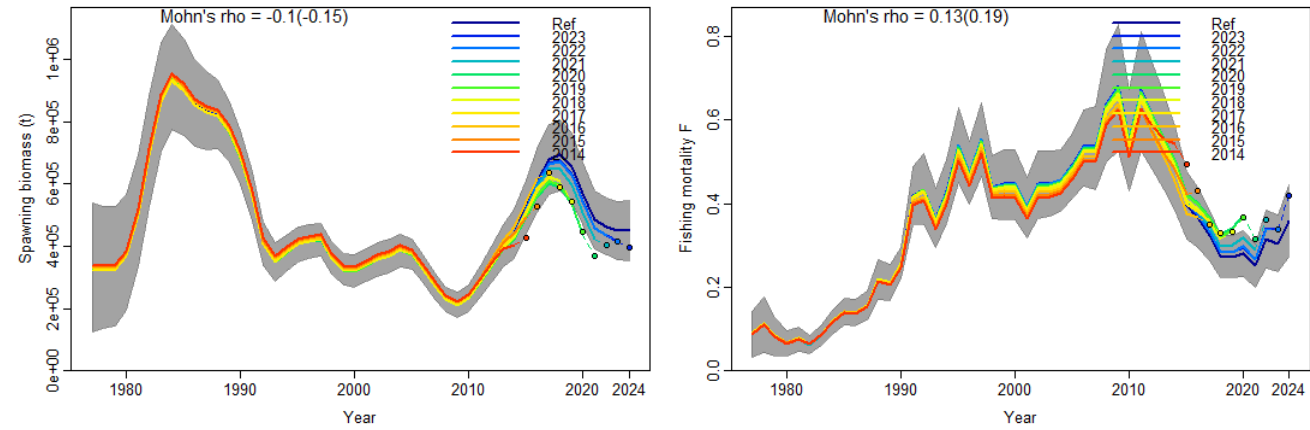 Mohn's rho = -0.1(-0.15)
Ref
2023
2022
2021
2020
2019
2018
2017
2016
2015
2014
Spawning biomass (t)
1e+06
8e+05
6e+05
4e+05
2e+05
0e+00
1980
1990
2000
2010
2020
2024
Year
Mohn's rho = 0.13(0.19)
Ref
2023
2022
2021
2020
2019
2018
2017
2016
2015
2014
Fishing mortality F
0.8
0.6
0.4
0.2
0.0
1980
1990
2000
2010
2020
2024
Year